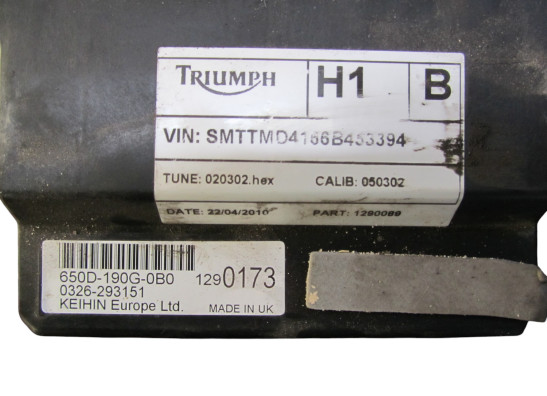 TRIUMPH H1 B
VIN: SMTTMD4166B453394
TUNE: 020302.hex CALIB: 050302
DATE: 22/04/2010 PART: 1290089
650D-190G-0B0 1290173
0326-293151
KEIHIN Europe Ltd. MADE IN UK